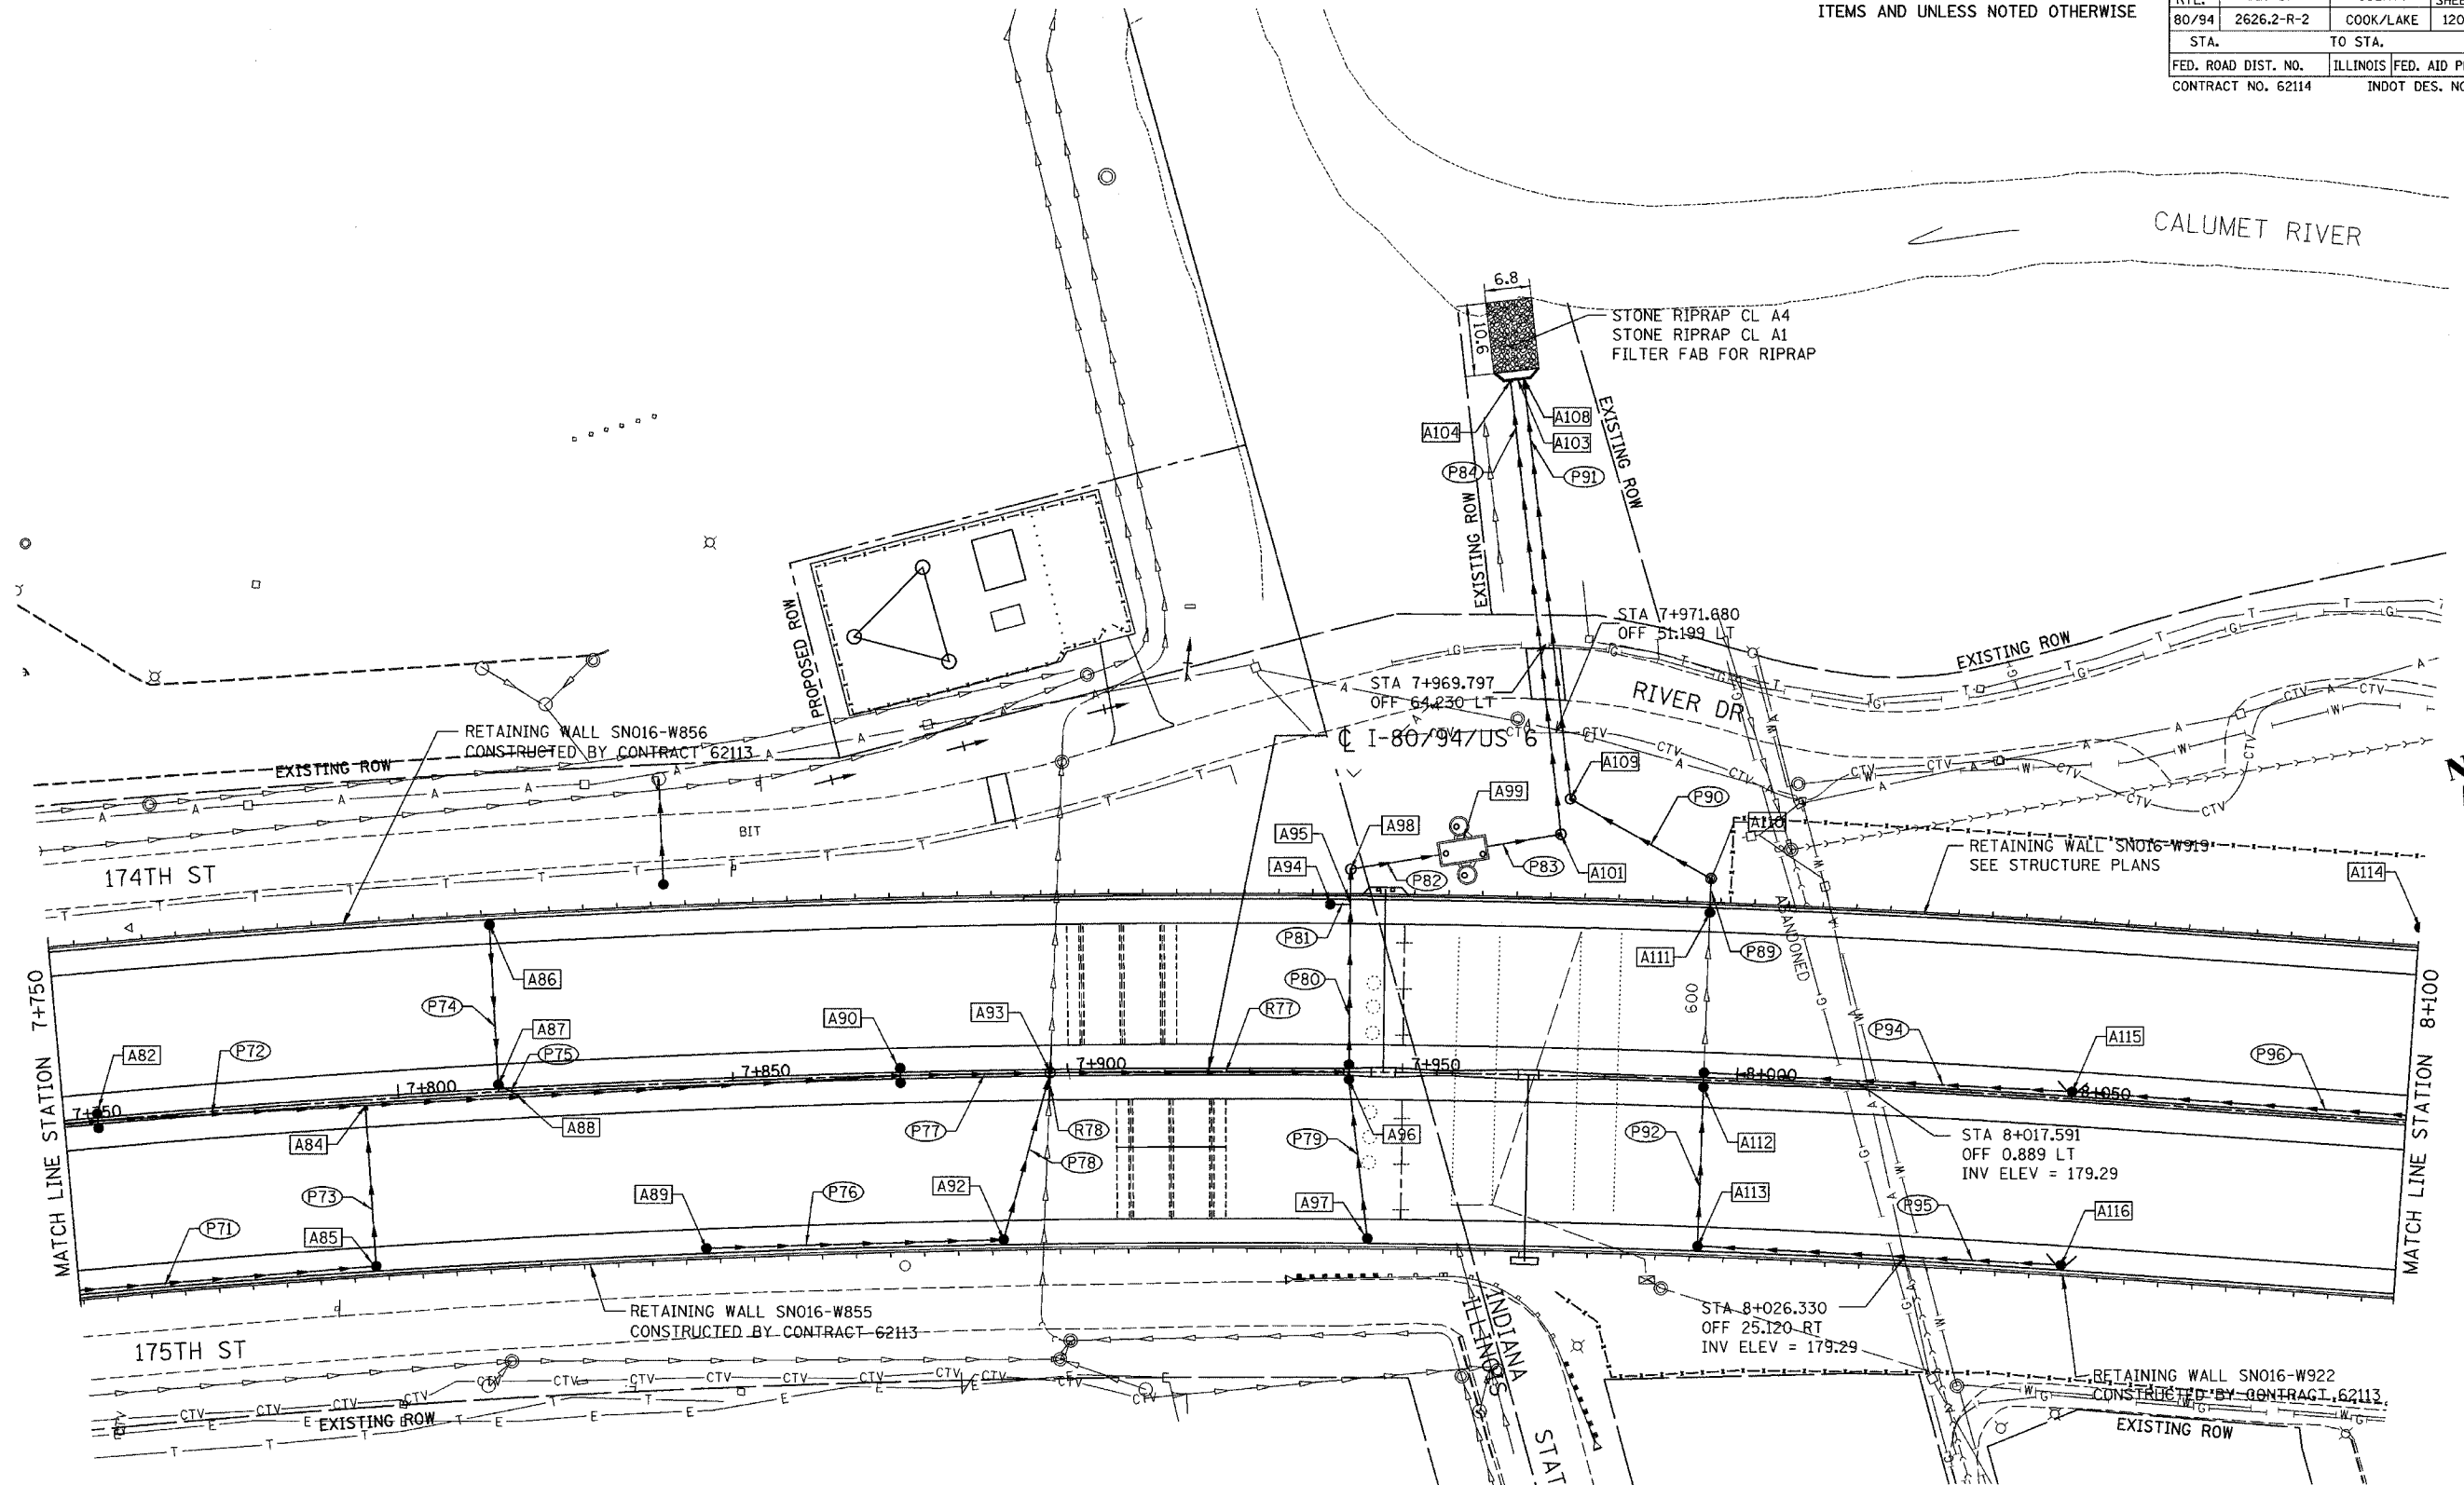 ITEMS AND UNLESS NOTED OTHERWISE
80/94 2626.2-R-2 COOK/LAKE 120
STA. TO STA.
FED. ROAD DIST. NO. ILLINOIS FED. AID
CONTRACT NO. 62114 INDOT DES. NO
CALUMET RIVER
6.8
10.6
STONE RIPRAP CL A4
STONE RIPRAP CL A1
FILTER FAB FOR RIPRAP
A104
A108
A103
P84
P91
EXISTING ROW
EXISTING ROW
PROPOSED ROW
STA 7+971.680
OFF 51.199 LT
STA 7+969.797
OFF 64.230 LT
RIVER DR
EXISTING ROW
RETAINING WALL SN016-W856
CONSTRUCTED BY CONTRACT 62113
EXISTING ROW
I-80/94/US 6
A109
P90
A99
A98
A95
A94
A110
BIT
174TH ST
P82
P83
A101
RETAINING WALL SN016-W919
SEE STRUCTURE PLANS
A114
ABANDONED
P81
A111
P89
A86
P74
P80
600
MATCH LINE STATION 7+750
MATCH LINE STATION 8+100
A82
P72
A87
P75
A90
A93
R77
P94
A115
P96
7+800
7+850
7+900
7+950
8+000
8+050
A84
A88
P77
R78
P79
A96
P92
A112
STA 8+017.591
OFF 0.889 LT
INV ELEV = 179.29
P78
P73
A89
P76
A92
A97
A113
P95
A116
P71
A85
RETAINING WALL SN016-W855
CONSTRUCTED BY CONTRACT 62113
STA 8+026.330
OFF 25.120 RT
INV ELEV = 179.29
175TH ST
INDIANA
ILLINOIS
STAT
RETAINING WALL SN016-W922
CONSTRUCTED BY CONTRACT 62113
EXISTING ROW
EXISTING ROW